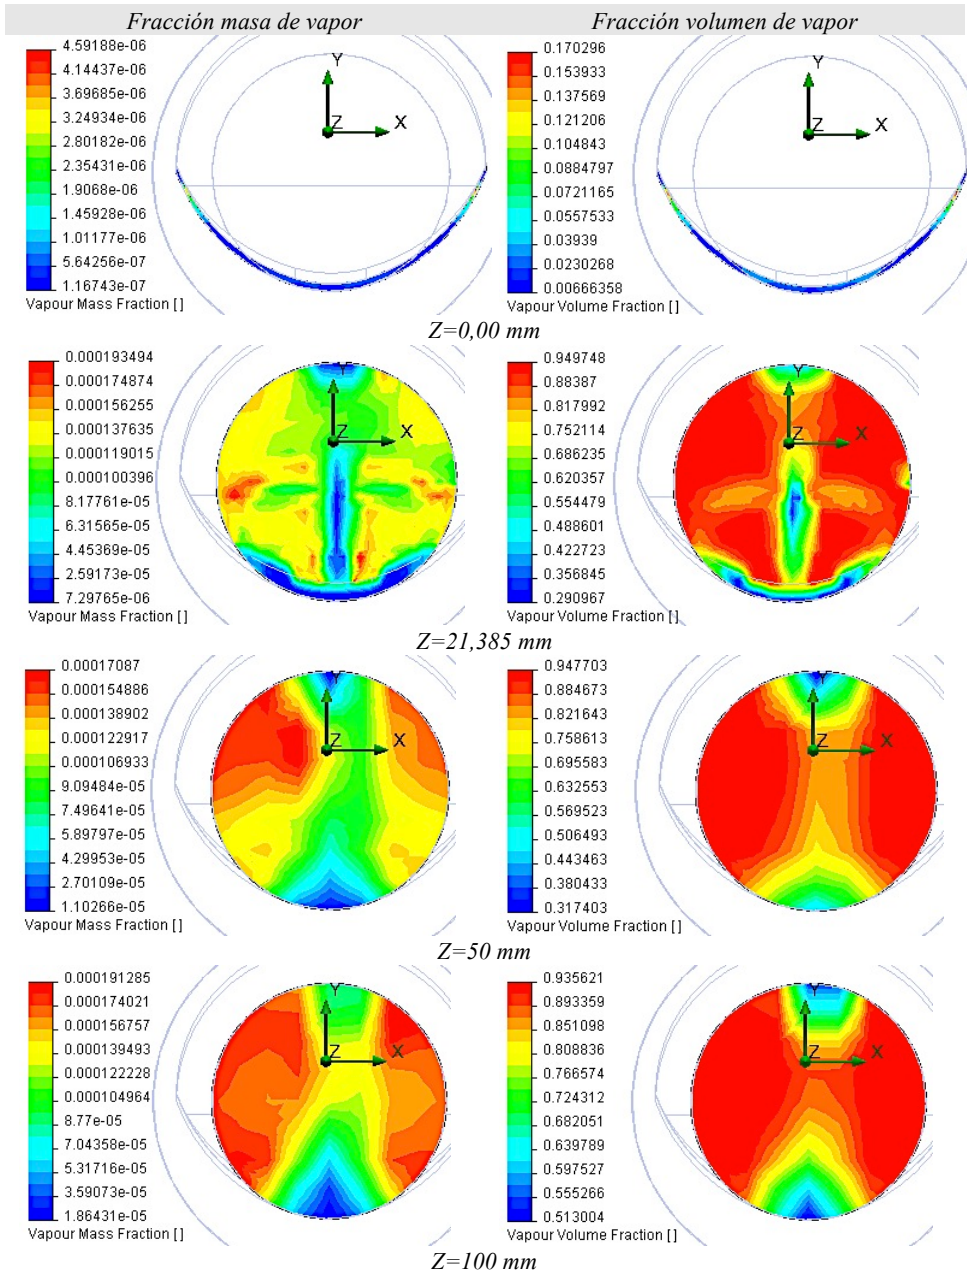 Fracción masa de vapor
Fracción volumen de vapor
4.59188e-06
4.14437e-06
3.69685e-06
3.24934e-06
2.80182e-06
2.35431e-06
1.9068e-06
1.45928e-06
1.01177e-06
5.64256e-07
1.16743e-07
Vapour Mass Fraction [ ]
Y
Z
X
0.170296
0.153933
0.137569
0.121206
0.104843
0.0884797
0.0721165
0.0557533
0.03939
0.0230268
0.00666358
Vapour Volume Fraction [ ]
Y
Z
X
Z=0,00 mm
0.000193494
0.000174874
0.000156255
0.000137635
0.000119015
0.000100396
8.17761e-05
6.31565e-05
4.45369e-05
2.59173e-05
7.29765e-06
Vapour Mass Fraction [ ]
Y
Z
X
0.949748
0.88387
0.817992
0.752114
0.686235
0.620357
0.554479
0.488601
0.422723
0.356845
0.290967
Vapour Volume Fraction [ ]
Y
Z
X
Z=21,385 mm
0.00017087
0.000154886
0.000138902
0.000122917
0.000106933
9.09484e-05
7.49641e-05
5.89797e-05
4.29953e-05
2.70109e-05
1.10266e-05
Vapour Mass Fraction [ ]
Y
Z
X
0.947703
0.884673
0.821643
0.758613
0.695583
0.632553
0.569523
0.506493
0.443463
0.380433
0.317403
Vapour Volume Fraction [ ]
Y
Z
X
Z=50 mm
0.000191285
0.000174021
0.000156757
0.000139493
0.000122228
0.000104964
8.77e-05
7.04358e-05
5.31716e-05
3.59073e-05
1.86431e-05
Vapour Mass Fraction [ ]
Y
Z
X
0.935621
0.893359
0.851098
0.808836
0.766574
0.724312
0.682051
0.639789
0.597527
0.555266
0.513004
Vapour Volume Fraction [ ]
Y
Z
X
Z=100 mm